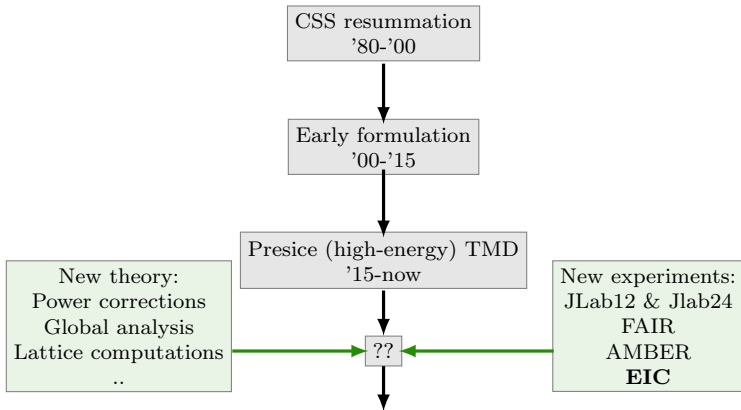 CSS resummation
'80-'00
Early formulation
'00-'15
Presice (high-energy) TMD
'15-now
New theory:
Power corrections
Global analysis
Lattice computations
..
??
New experiments:
JLab12 & Jlab24
FAIR
AMBER
EIC